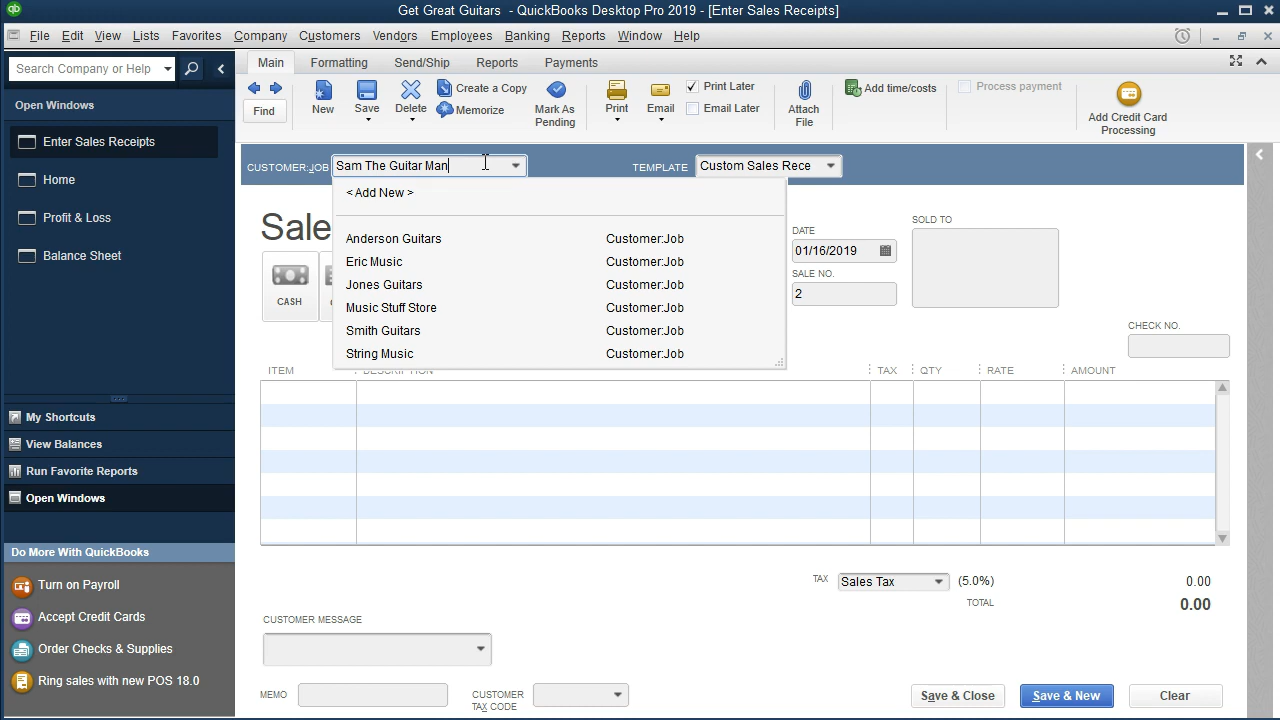 qb Get Great Guitars - QuickBooks Desktop Pro 2019 - [Enter Sales Receipts]
File Edit View Lists Favorites Company Customers Vendors Employees Banking Reports Window Help
Search Company or Help
Main Formatting Send/Ship Reports Payments
Find
New
Save
Delete
Create a Copy
Memorize
Mark As
Pending
Print
Email
Print Later
Email Later
Attach
File
Add time/costs
Process payment
Add Credit Card
Processing
Open Windows
Enter Sales Receipts
Home
Profit & Loss
Balance Sheet
My Shortcuts
View Balances
Run Favorite Reports
Open Windows
Do More With QuickBooks
Turn on Payroll
Accept Credit Cards
Order Checks & Supplies
Ring sales with new POS 18.0
CUSTOMER:JOB Sam The Guitar Man
TEMPLATE Custom Sales Rece
< Add New >
Anderson Guitars Customer:Job
Eric Music Customer:Job
Jones Guitars Customer:Job
Music Stuff Store Customer:Job
Smith Guitars Customer:Job
String Music Customer:Job
Sale
CASH
DATE
01/16/2019
SALE NO.
2
SOLD TO
CHECK NO.
ITEM DESCRIPTION TAX QTY RATE AMOUNT
TAX Sales Tax (5.0%) 0.00
TOTAL 0.00
CUSTOMER MESSAGE
MEMO
CUSTOMER
TAX CODE
Save & Close Save & New Clear